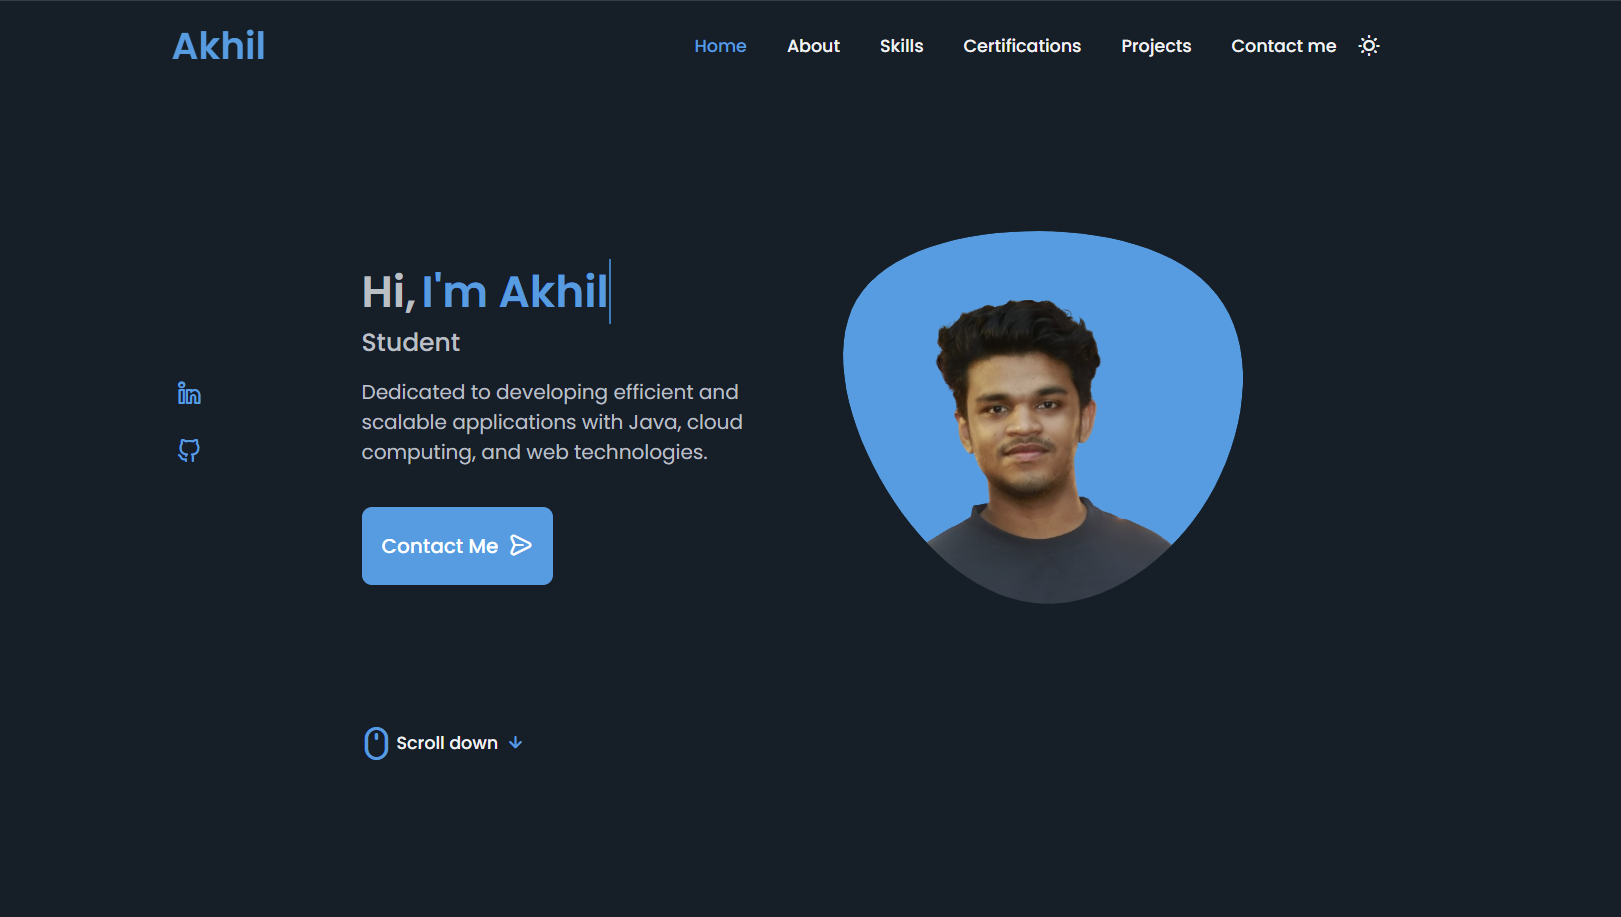 Akhil
Home About Skills Certifications Projects Contact me
Hi, I'm Akhil
Student
Dedicated to developing efficient and
scalable applications with Java, cloud
computing, and web technologies.
Contact Me
Scroll down